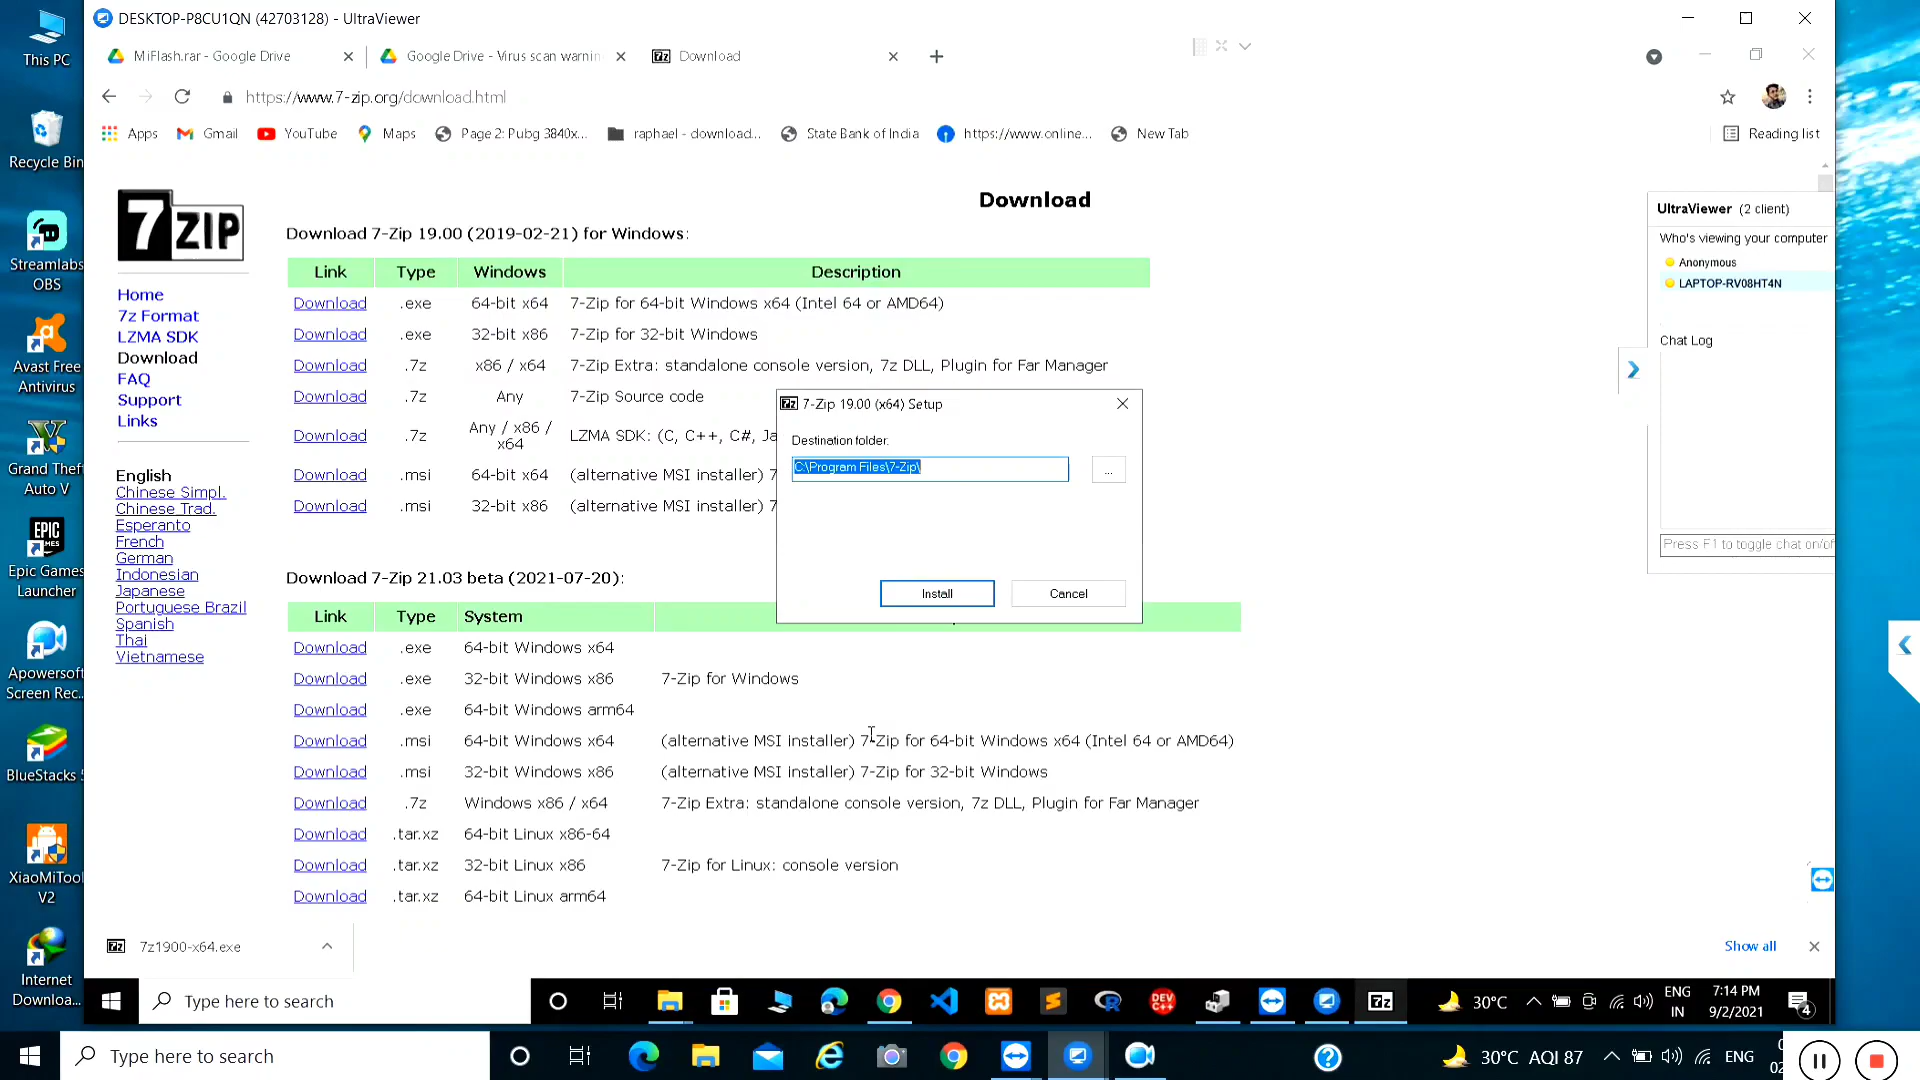 DESKTOP-P8CU1QN (42703128) - UltraViewer
MiFlash.rar - Google Drive
Google Drive - Virus scan warnin
Download
https://www.7-zip.org/download.html
Apps
Gmail
YouTube
Maps
Page 2: Pubg 3840x...
raphael - download...
State Bank of India
https://www.online...
New Tab
Reading list
This PC
Recycle Bin
Streamlabs
OBS
Avast Free
Antivirus
Grand Theft
Auto V
Epic Games
Launcher
Apowersoft
Screen Rec...
BlueStacks 5
XiaoMiTool
V2
Internet
Downloa...
7ZIP
Home
7z Format
LZMA SDK
Download
FAQ
Support
Links
English
Chinese Simpl.
Chinese Trad.
Esperanto
French
German
Indonesian
Japanese
Portuguese Brazil
Spanish
Thai
Vietnamese
Download
Download 7-Zip 19.00 (2019-02-21) for Windows:
Link Type Windows Description
Download .exe 64-bit x64 7-Zip for 64-bit Windows x64 (Intel 64 or AMD64)
Download .exe 32-bit x86 7-Zip for 32-bit Windows
Download .7z x86 / x64 7-Zip Extra: standalone console version, 7z DLL, Plugin for Far Manager
Download .7z Any 7-Zip Source code
Download .7z Any / x86 / x64 LZMA SDK: (C, C++, C#, Ja
Download .msi 64-bit x64 (alternative MSI installer) 7
Download .msi 32-bit x86 (alternative MSI installer) 7
7-Zip 19.00 (x64) Setup
Destination folder:
C:\Program Files\7-Zip\
...
Install
Cancel
Download 7-Zip 21.03 beta (2021-07-20):
Link Type System
Download .exe 64-bit Windows x64
Download .exe 32-bit Windows x86 7-Zip for Windows
Download .exe 64-bit Windows arm64
Download .msi 64-bit Windows x64 (alternative MSI installer) 7-Zip for 64-bit Windows x64 (Intel 64 or AMD64)
Download .msi 32-bit Windows x86 (alternative MSI installer) 7-Zip for 32-bit Windows
Download .7z Windows x86 / x64 7-Zip Extra: standalone console version, 7z DLL, Plugin for Far Manager
Download .tar.xz 64-bit Linux x86-64
Download .tar.xz 32-bit Linux x86 7-Zip for Linux: console version
Download .tar.xz 64-bit Linux arm64
UltraViewer (2 client)
Who's viewing your computer
Anonymous
LAPTOP-RV08HT4N
Chat Log
Press F1 to toggle chat on/of
7z1900-x64.exe
Show all
Type here to search
DEV
C++
7z
30°C
ENG
IN
7:14 PM
9/2/2021
4
Type here to search
30°C AQI 87
ENG